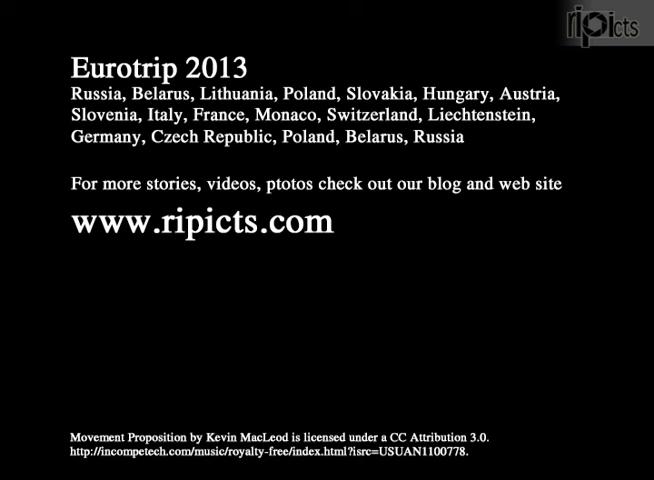 ripicts
Eurotrip 2013
Russia, Belarus, Lithuania, Poland, Slovakia, Hungary, Austria,
Slovenia, Italy, France, Monaco, Switzerland, Liechtenstein,
Germany, Czech Republic, Poland, Belarus, Russia
For more stories, videos, ptotos check out our blog and web site
www.ripicts.com
Movement Proposition by Kevin MacLeod is licensed under a CC Attribution 3.0.
http://incompetech.com/music/royalty-free/index.html?isrc=USUAN1100778.